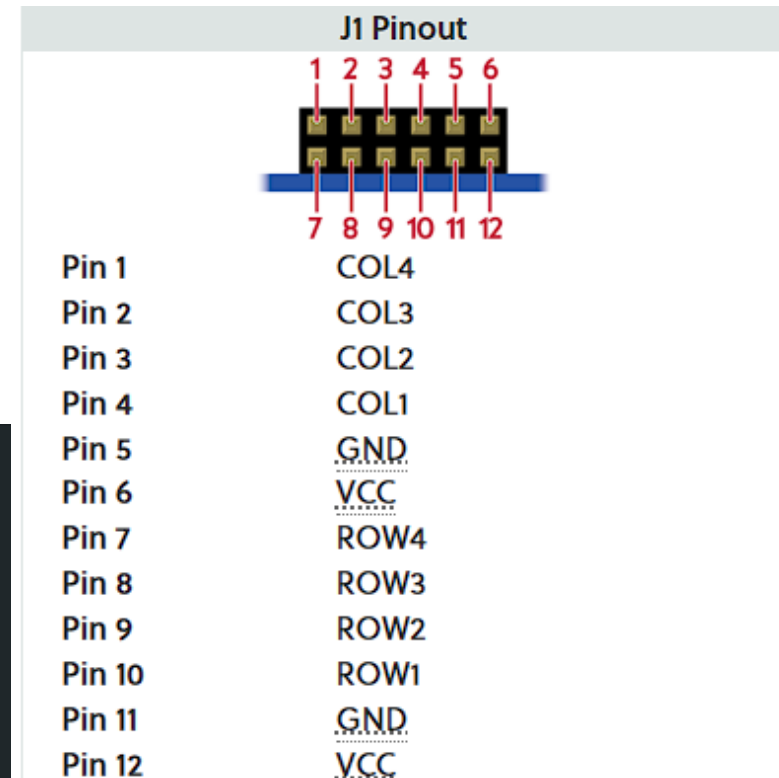 J1 Pinout
1 2 3 4 5 6
7 8 9 10 11 12
Pin 1 COL4
Pin 2 COL3
Pin 3 COL2
Pin 4 COL1
Pin 5 GND
Pin 6 VCC
Pin 7 ROW4
Pin 8 ROW3
Pin 9 ROW2
Pin 10 ROW1
Pin 11 GND
Pin 12 VCC